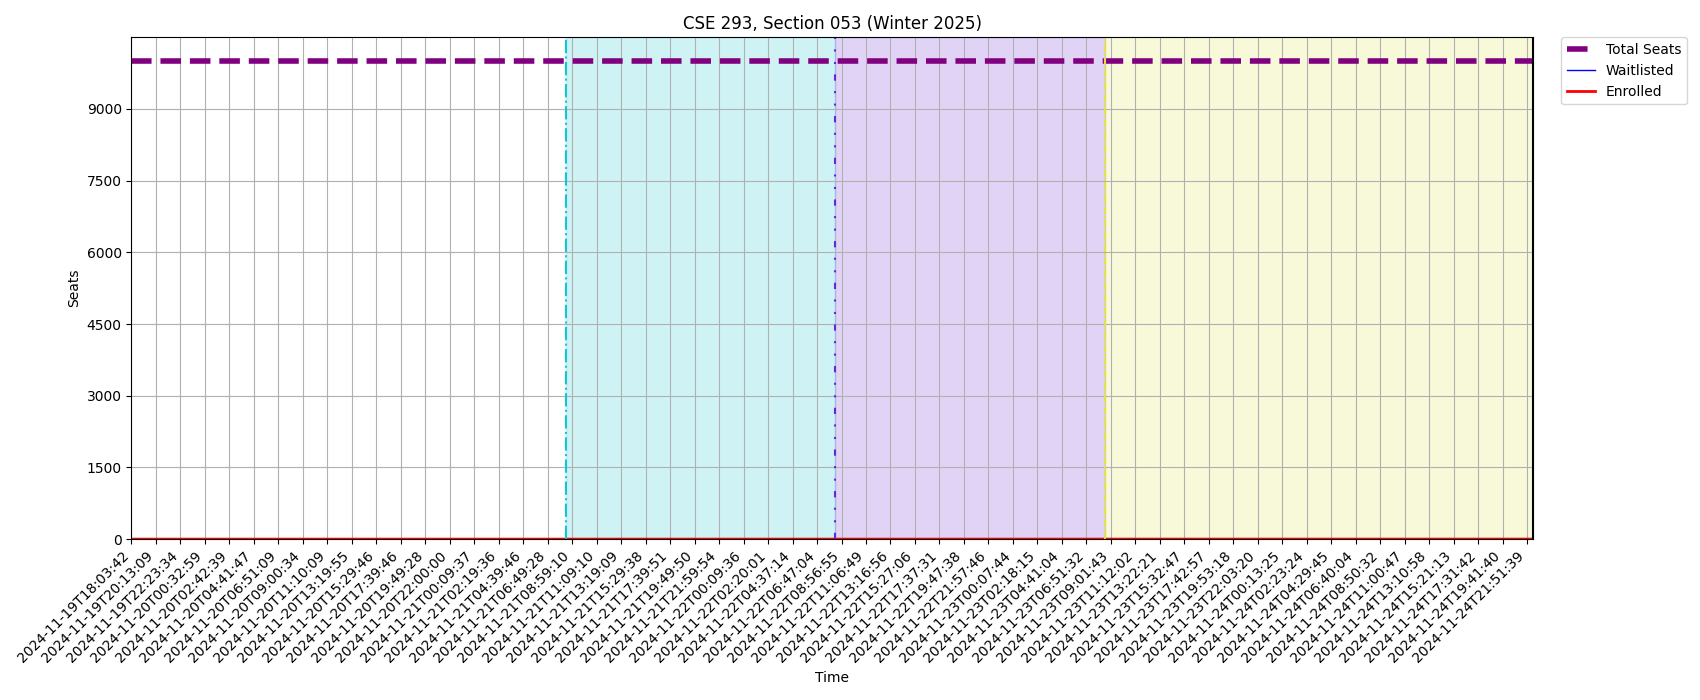 CSE 293, Section 053 (Winter 2025)
Total Seats
Waitlisted
Enrolled
Seats
9000
7500
6000
4500
3000
1500
0
2024-11-19T18:03:42
2024-11-19T20:13:09
2024-11-19T22:23:34
2024-11-20T00:32:59
2024-11-20T02:42:39
2024-11-20T04:41:47
2024-11-20T06:51:09
2024-11-20T09:00:34
2024-11-20T11:10:09
2024-11-20T13:19:55
2024-11-20T15:29:46
2024-11-20T17:39:46
2024-11-20T19:49:28
2024-11-20T22:00:00
2024-11-21T00:09:37
2024-11-21T02:19:36
2024-11-21T04:39:46
2024-11-21T06:49:28
2024-11-21T08:59:10
2024-11-21T11:09:10
2024-11-21T13:19:09
2024-11-21T15:29:38
2024-11-21T17:39:51
2024-11-21T19:49:50
2024-11-21T21:59:54
2024-11-22T00:09:36
2024-11-22T02:20:01
2024-11-22T04:37:14
2024-11-22T06:47:04
2024-11-22T08:56:55
2024-11-22T11:06:49
2024-11-22T13:16:56
2024-11-22T15:27:06
2024-11-22T17:37:31
2024-11-22T19:47:38
2024-11-22T21:57:46
2024-11-23T00:07:44
2024-11-23T02:18:15
2024-11-23T04:41:04
2024-11-23T06:51:32
2024-11-23T09:01:43
2024-11-23T11:12:02
2024-11-23T13:22:21
2024-11-23T15:32:47
2024-11-23T17:42:57
2024-11-23T19:53:18
2024-11-23T22:03:20
2024-11-24T00:13:25
2024-11-24T02:23:24
2024-11-24T04:29:45
2024-11-24T06:40:04
2024-11-24T08:50:32
2024-11-24T11:00:47
2024-11-24T13:10:58
2024-11-24T15:21:13
2024-11-24T17:31:42
2024-11-24T19:41:40
2024-11-24T21:51:39
Time